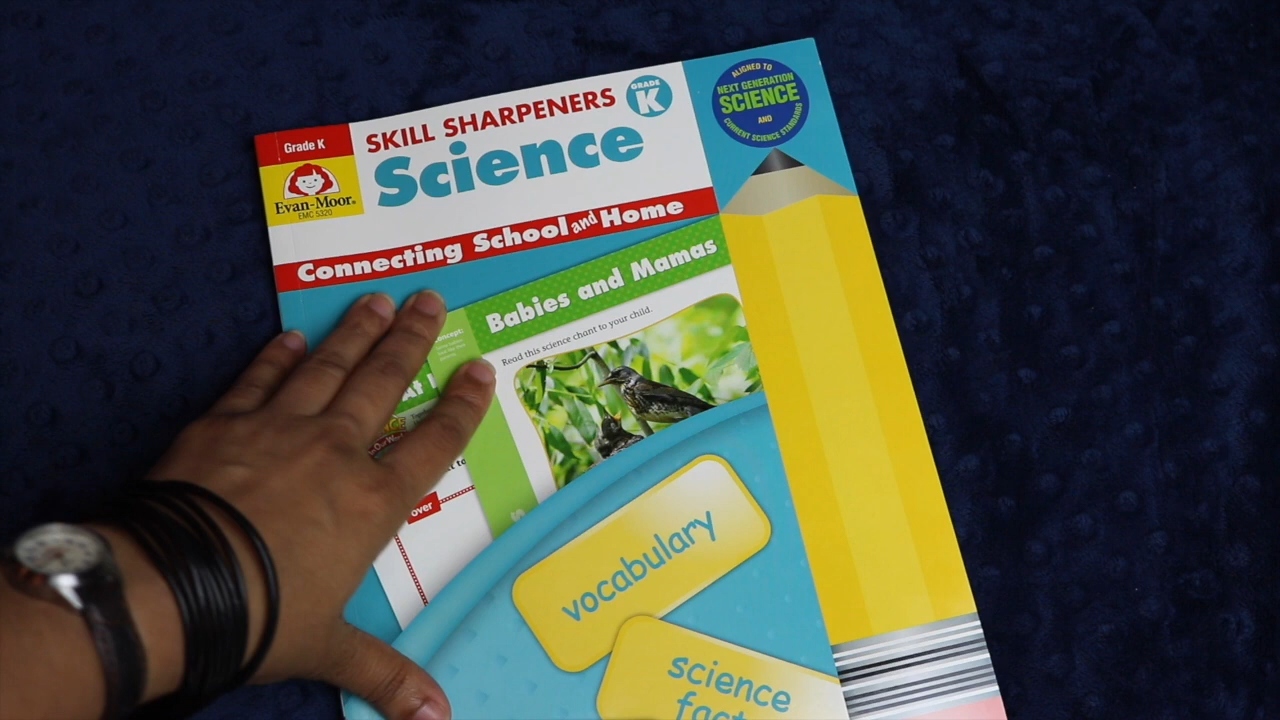 Grade K
Evan-Moor®
EMC 5320
SKILL SHARPENERS
GRADE
K
Science
ALIGNED TO
NEXT GENERATION
SCIENCE
AND
CURRENT SCIENCE STANDARDS
Connecting School and Home
Babies and Mamas
Read this science chant to your child.
over
vocabulary
science